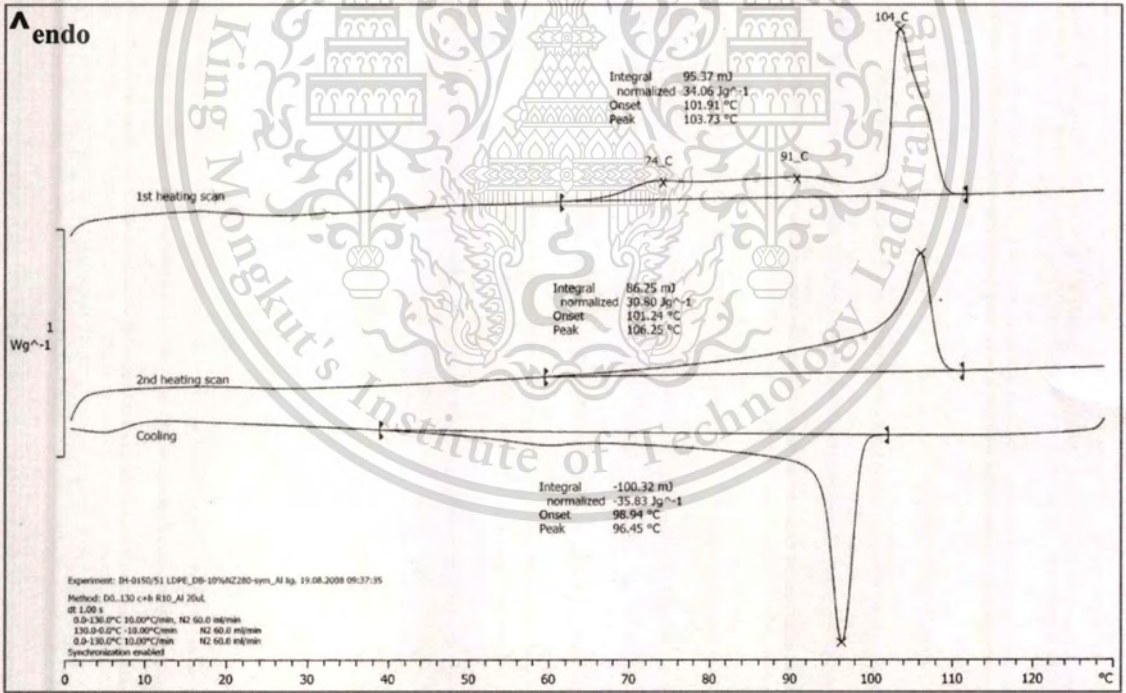 ^ endo
104_C
Integral 95.37 mJ
normalized 34.06 Jg^-1
Onset 101.91 °C
Peak 103.73 °C
74_C
91_C
1st heating scan
Integral 86.25 mJ
normalized 30.80 Jg^-1
Onset 101.24 °C
Peak 106.25 °C
1
Wg^-1
2nd heating scan
Cooling
Integral -100.32 mJ
normalized -35.83 Jg^-1
Onset 98.94 °C
Peak 96.45 °C
King Mongkut's Institute of Technology Ladkrabang
Experiment: IH-0150/51 LDPE_DB-10%NZ280-sym_Al lig, 19.08.2008 09:37:35
Method: D0..130 c+h R10_Al 20uL
dt 1.00 s
0.0-130.0°C 10.00°C/min, N2 60.0 ml/min
130.0-0.0°C -10.00°C/min N2 60.0 ml/min
0.0-130.0°C 10.00°C/min N2 60.0 ml/min
Synchronization enabled
0 10 20 30 40 50 60 70 80 90 100 110 120 °C